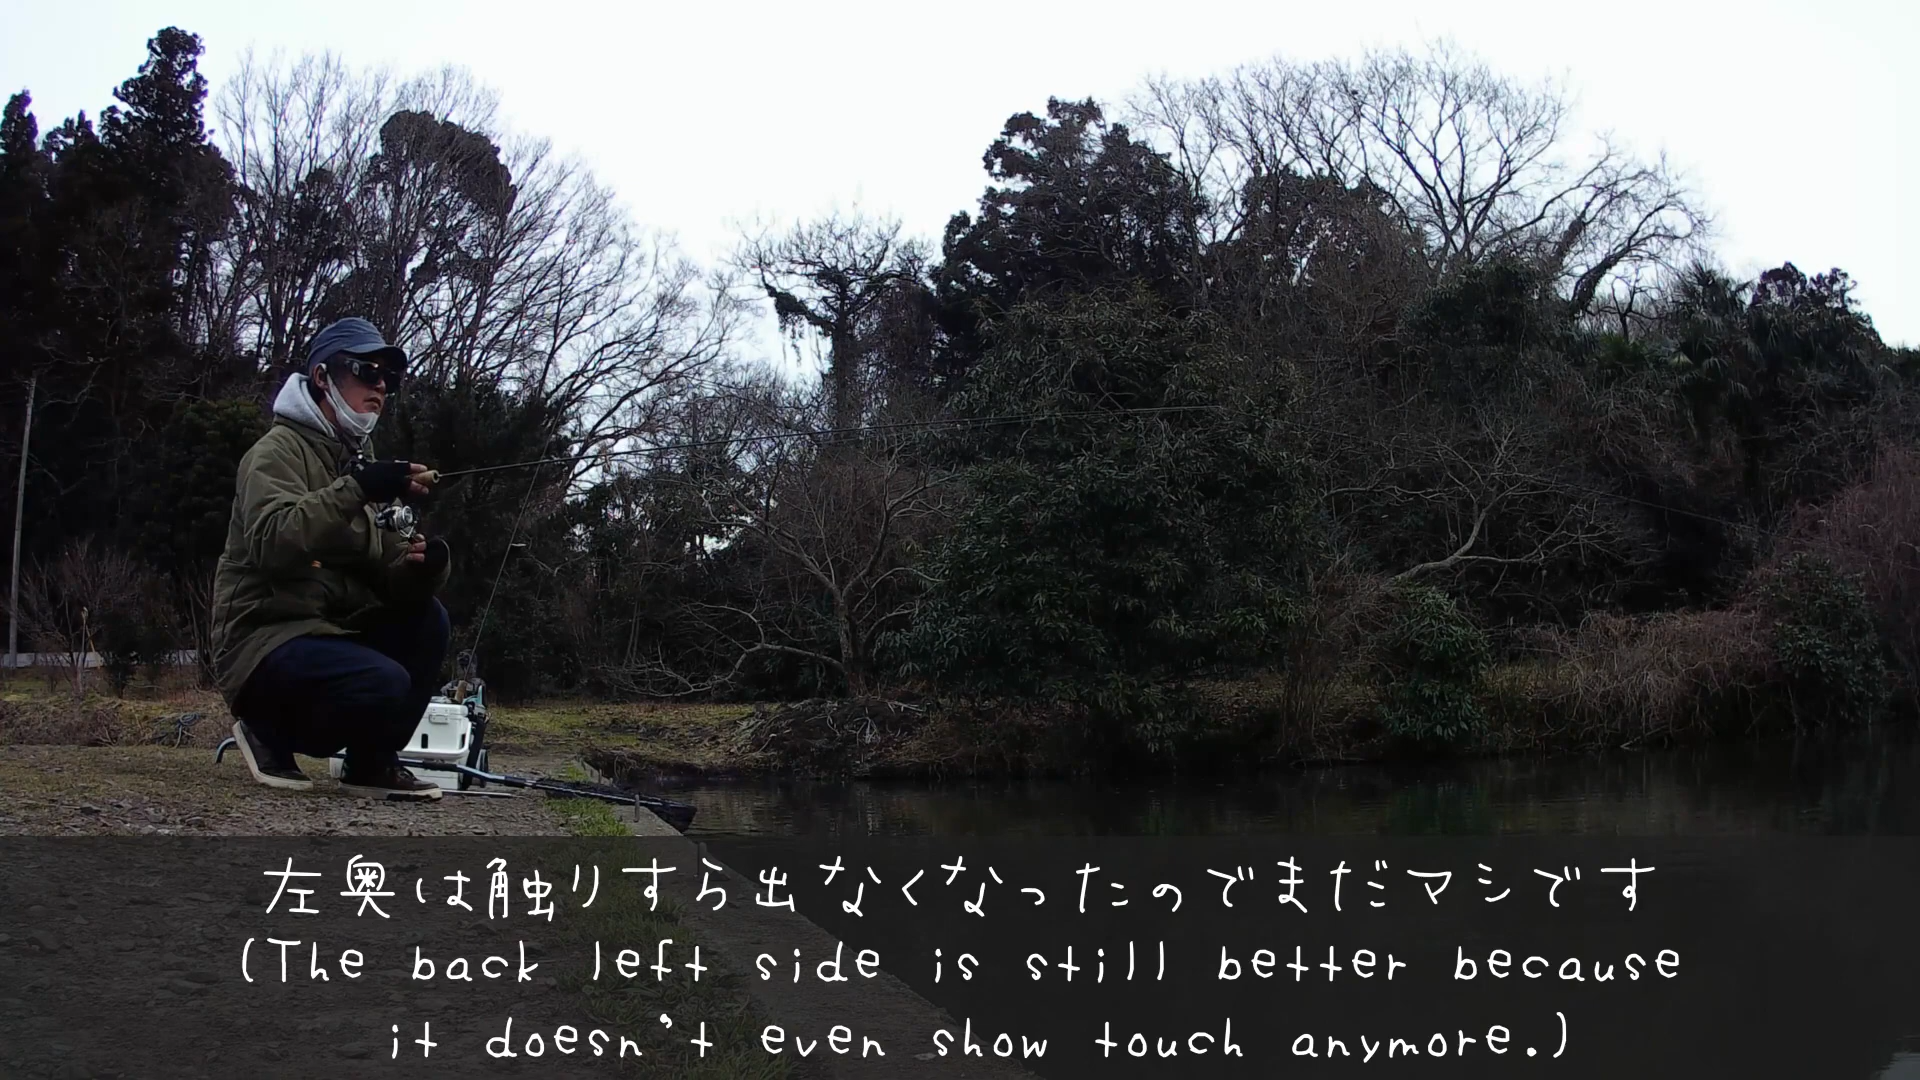 左奥は触りすら出なくなったのでまだマシです
(The back left side is still better because
it doesn't even show touch anymore.)